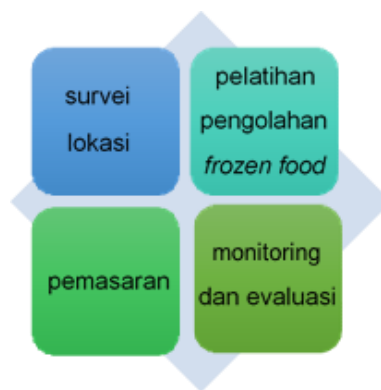 survei
lokasi
pelatihan
pengolahan
frozen food
pemasaran
monitoring
dan evaluasi